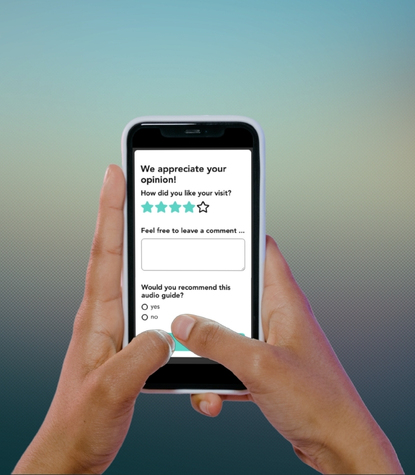 We appreciate your
opinion!
How did you like your visit?
Feel free to leave a comment ...
Would you recommend this
audio guide?
yes
no